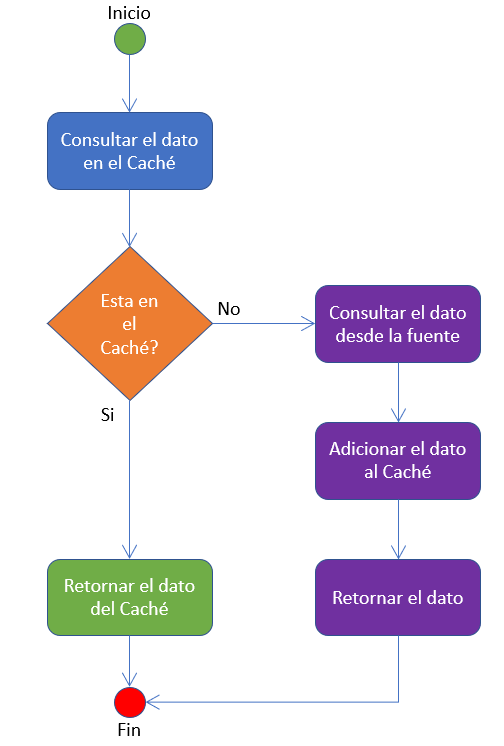 Inicio
Consultar el dato
en el Caché
Esta en
el
Caché?
No
Consultar el dato
desde la fuente
Si
Adicionar el dato
al Caché
Retornar el dato
del Caché
Retornar el dato
Fin